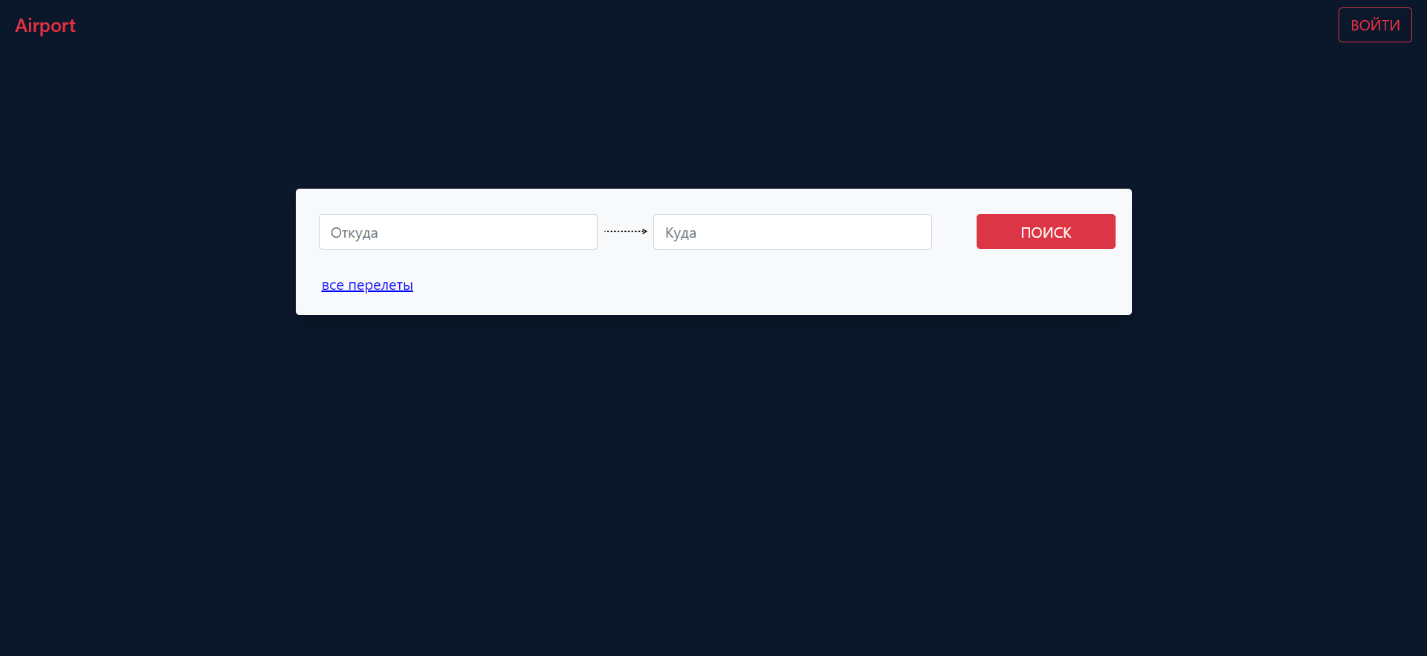 Airport
ВОЙТИ
Откуда
Куда
ПОИСК
все перелеты